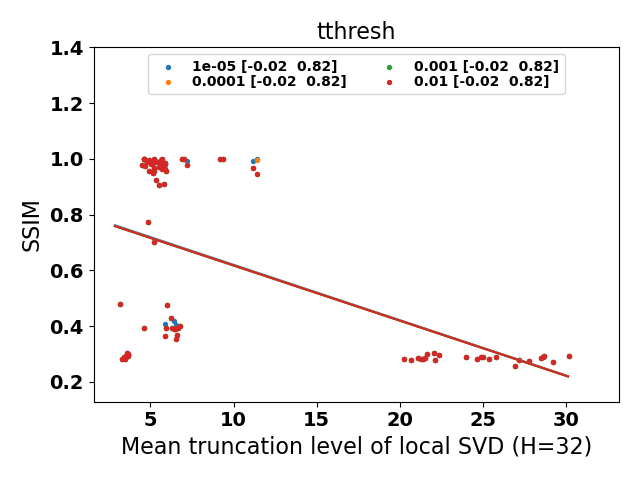 tthresh
1e-05 [-0.02  0.82]
0.0001 [-0.02  0.82]
0.001 [-0.02  0.82]
0.01 [-0.02  0.82]
SSIM
1.4
1.2
1.0
0.8
0.6
0.4
0.2
5 10 15 20 25 30
Mean truncation level of local SVD (H=32)